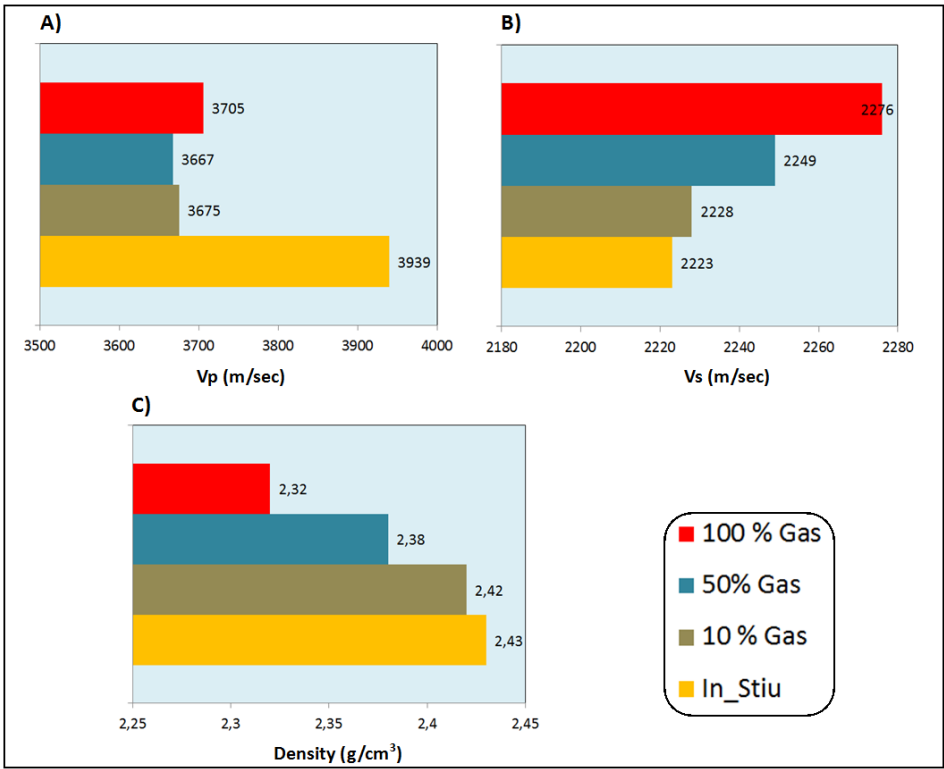 A)
3705
3667
3675
3939
3500 3600 3700 3800 3900 4000
Vp (m/sec)
B)
2276
2249
2228
2223
2180 2200 2220 2240 2260 2280
Vs (m/sec)
C)
2,32
2,38
2,42
2,43
2,25 2,3 2,35 2,4 2,45
Density (g/cm³)
100 % Gas
50% Gas
10 % Gas
In_Stiu